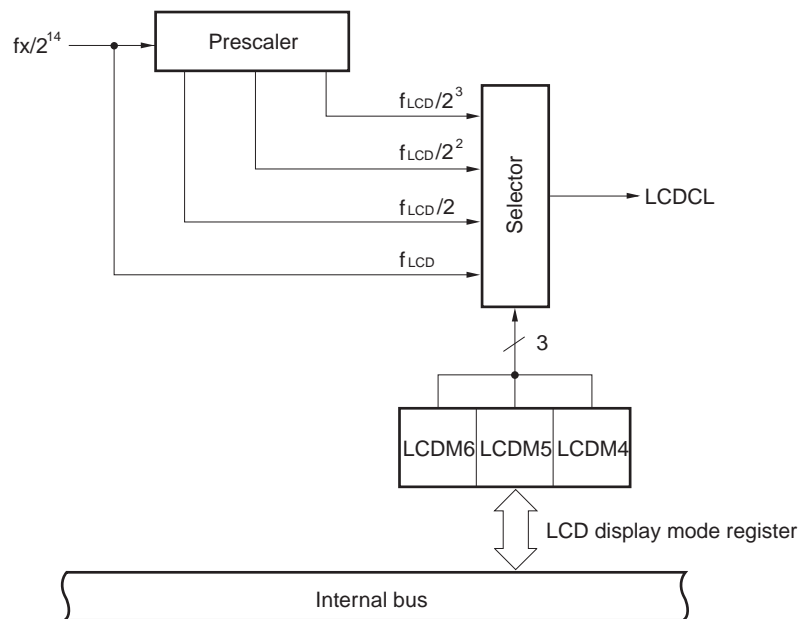 fx/2¹⁴
Prescaler
fLCD/2³
fLCD/2²
fLCD/2
fLCD
Selector
LCDCL
3
LCDM6 LCDM5 LCDM4
LCD display mode register
Internal bus